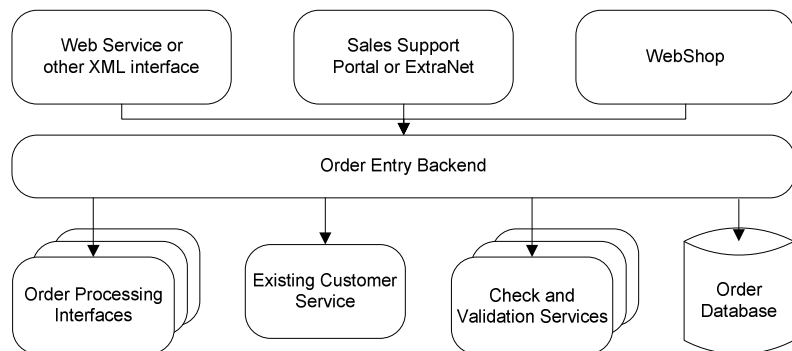 Web Service or
other XML interface
Sales Support
Portal or ExtraNet
WebShop
Order Entry Backend
Order Processing
Interfaces
Existing Customer
Service
Check and
Validation Services
Order
Database